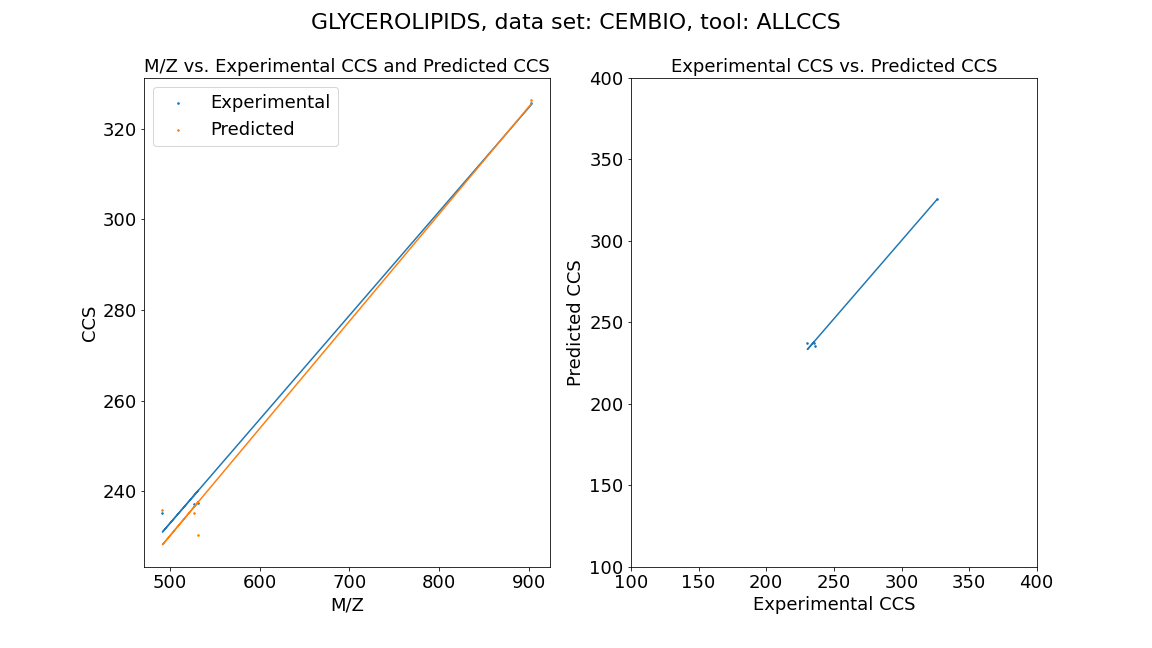 GLYCEROLIPIDS, data set: CEMBIO, tool: ALLCCS
M/Z vs. Experimental CCS and Predicted CCS
Experimental
Predicted
320
300
280
260
240
CCS
500 600 700 800 900
M/Z
Experimental CCS vs. Predicted CCS
400
350
300
250
200
150
100
Predicted CCS
100 150 200 250 300 350 400
Experimental CCS